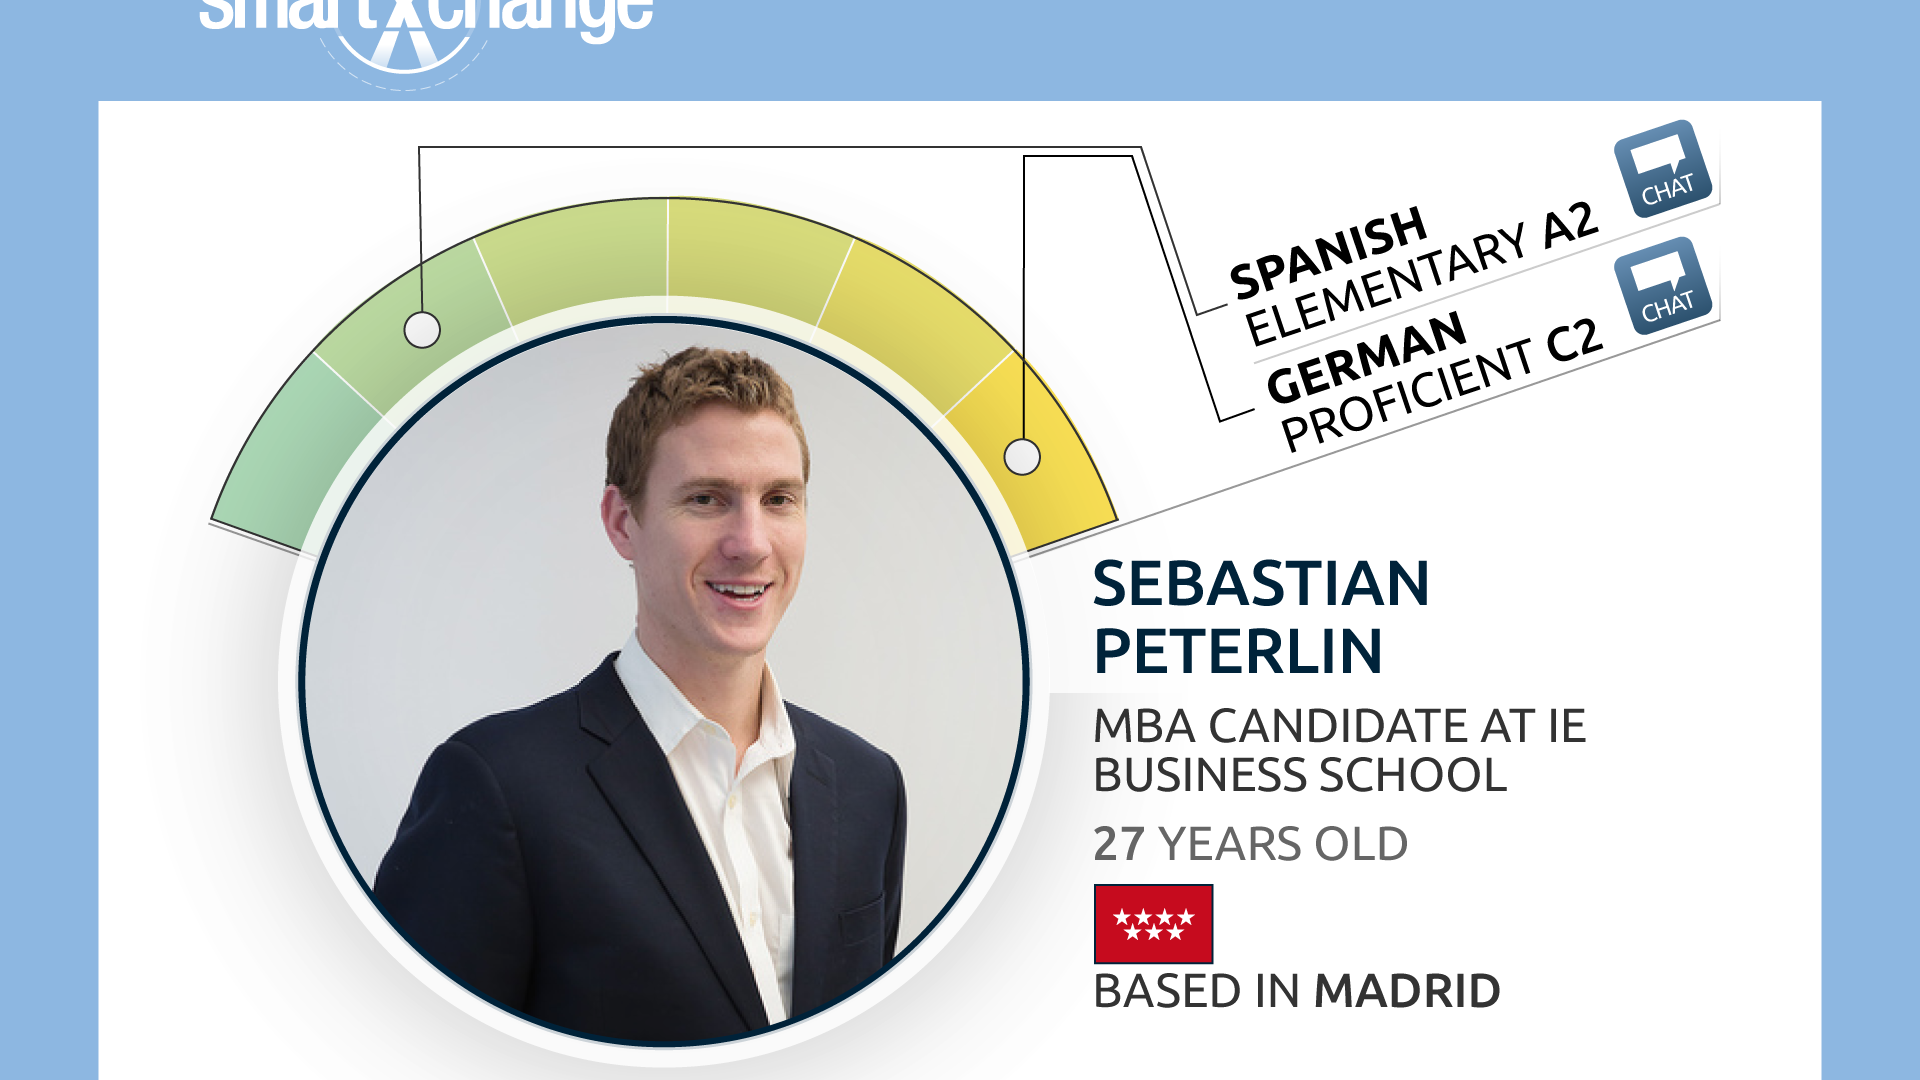 smartXchange
SPANISH
ELEMENTARY A2
CHAT
GERMAN
PROFICIENT C2
CHAT
SEBASTIAN
PETERLIN
MBA CANDIDATE AT IE
BUSINESS SCHOOL
27 YEARS OLD
BASED IN MADRID